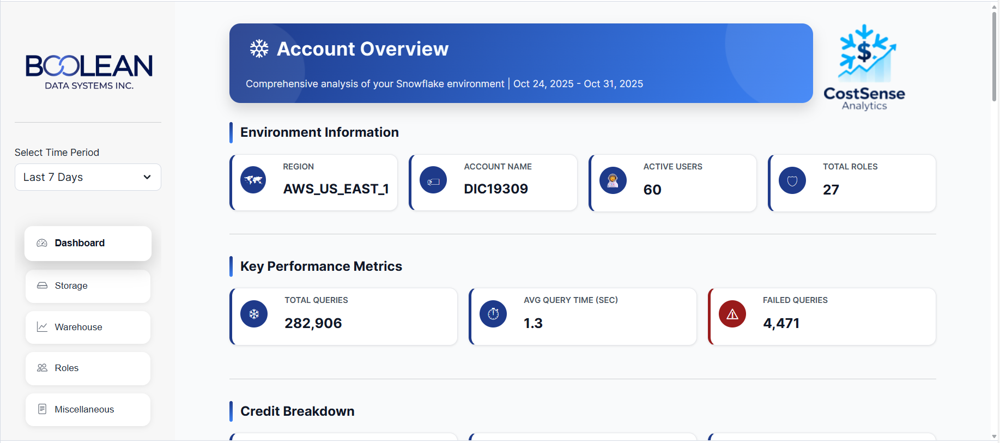 BOOLEAN
DATA SYSTEMS INC.
Select Time Period
Last 7 Days
Dashboard
Storage
Warehouse
Roles
Miscellaneous
Account Overview
Comprehensive analysis of your Snowflake environment | Oct 24, 2025 - Oct 31, 2025
$
CostSense
Analytics
Environment Information
REGION
AWS_US_EAST_1
ACCOUNT NAME
DIC19309
ACTIVE USERS
60
TOTAL ROLES
27
Key Performance Metrics
TOTAL QUERIES
282,906
AVG QUERY TIME (SEC)
1.3
FAILED QUERIES
4,471
Credit Breakdown